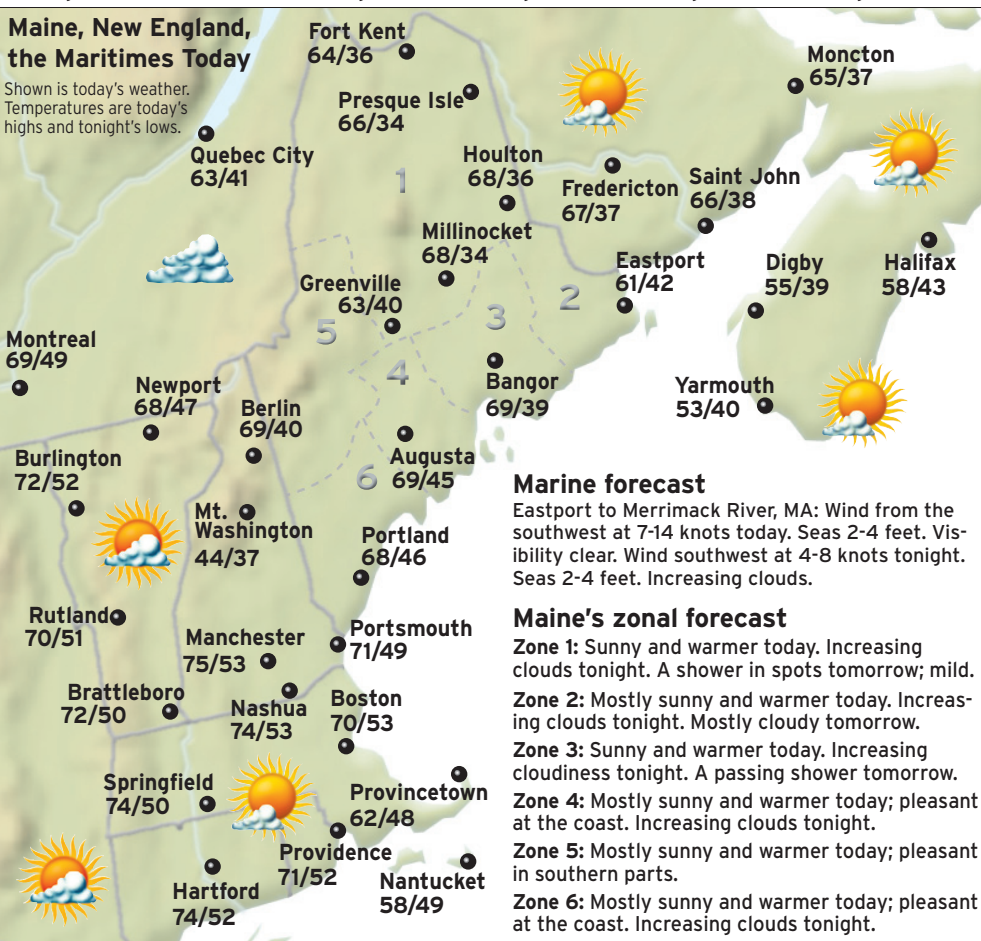 Maine, New England,
the Maritimes Today
Shown is today's weather.
Temperatures are today's
highs and tonight's lows.
Fort Kent
64/36
Moncton
65/37
Presque Isle
66/34
Quebec City
63/41
1
Houlton
68/36
Fredericton
67/37
Saint John
66/38
Millinocket
68/34
Greenville
63/40
Eastport
61/42
Digby
55/39
Halifax
58/43
2
3
5
4
Montreal
69/49
Newport
68/47
Berlin
69/40
Bangor
69/39
Yarmouth
53/40
Burlington
72/52
6
Augusta
69/45
Mt.
Washington
44/37
Portland
68/46
Rutland
70/51
Manchester
75/53
Portsmouth
71/49
Brattleboro
72/50
Nashua
74/53
Boston
70/53
Springfield
74/50
Provincetown
62/48
Providence
71/52
Hartford
74/52
Nantucket
58/49
Marine forecast
Eastport to Merrimack River, MA: Wind from the
southwest at 7-14 knots today. Seas 2-4 feet. Vis-
ibility clear. Wind southwest at 4-8 knots tonight.
Seas 2-4 feet. Increasing clouds.
Maine's zonal forecast
Zone 1: Sunny and warmer today. Increasing
clouds tonight. A shower in spots tomorrow; mild.
Zone 2: Mostly sunny and warmer today. Increas-
ing clouds tonight. Mostly cloudy tomorrow.
Zone 3: Sunny and warmer today. Increasing
cloudiness tonight. A passing shower tomorrow.
Zone 4: Mostly sunny and warmer today; pleasant
at the coast. Increasing clouds tonight.
Zone 5: Mostly sunny and warmer today; pleasant
in southern parts.
Zone 6: Mostly sunny and warmer today; pleasant
at the coast. Increasing clouds tonight.